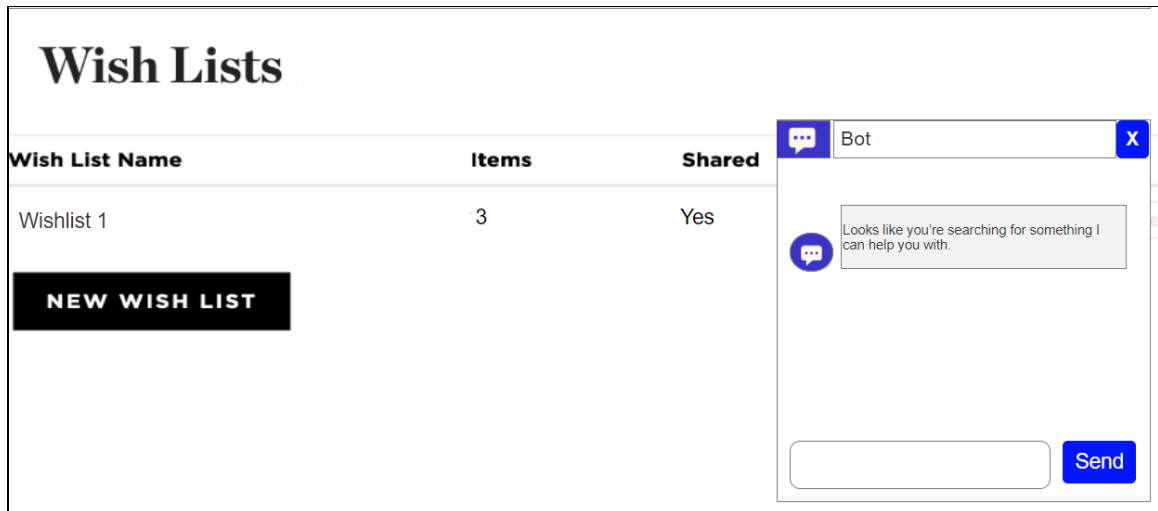 Wish Lists
Wish List Name Items Shared
Wishlist 1 3 Yes
NEW WISH LIST
Bot X
Looks like you're searching for something I
can help you with.
Send